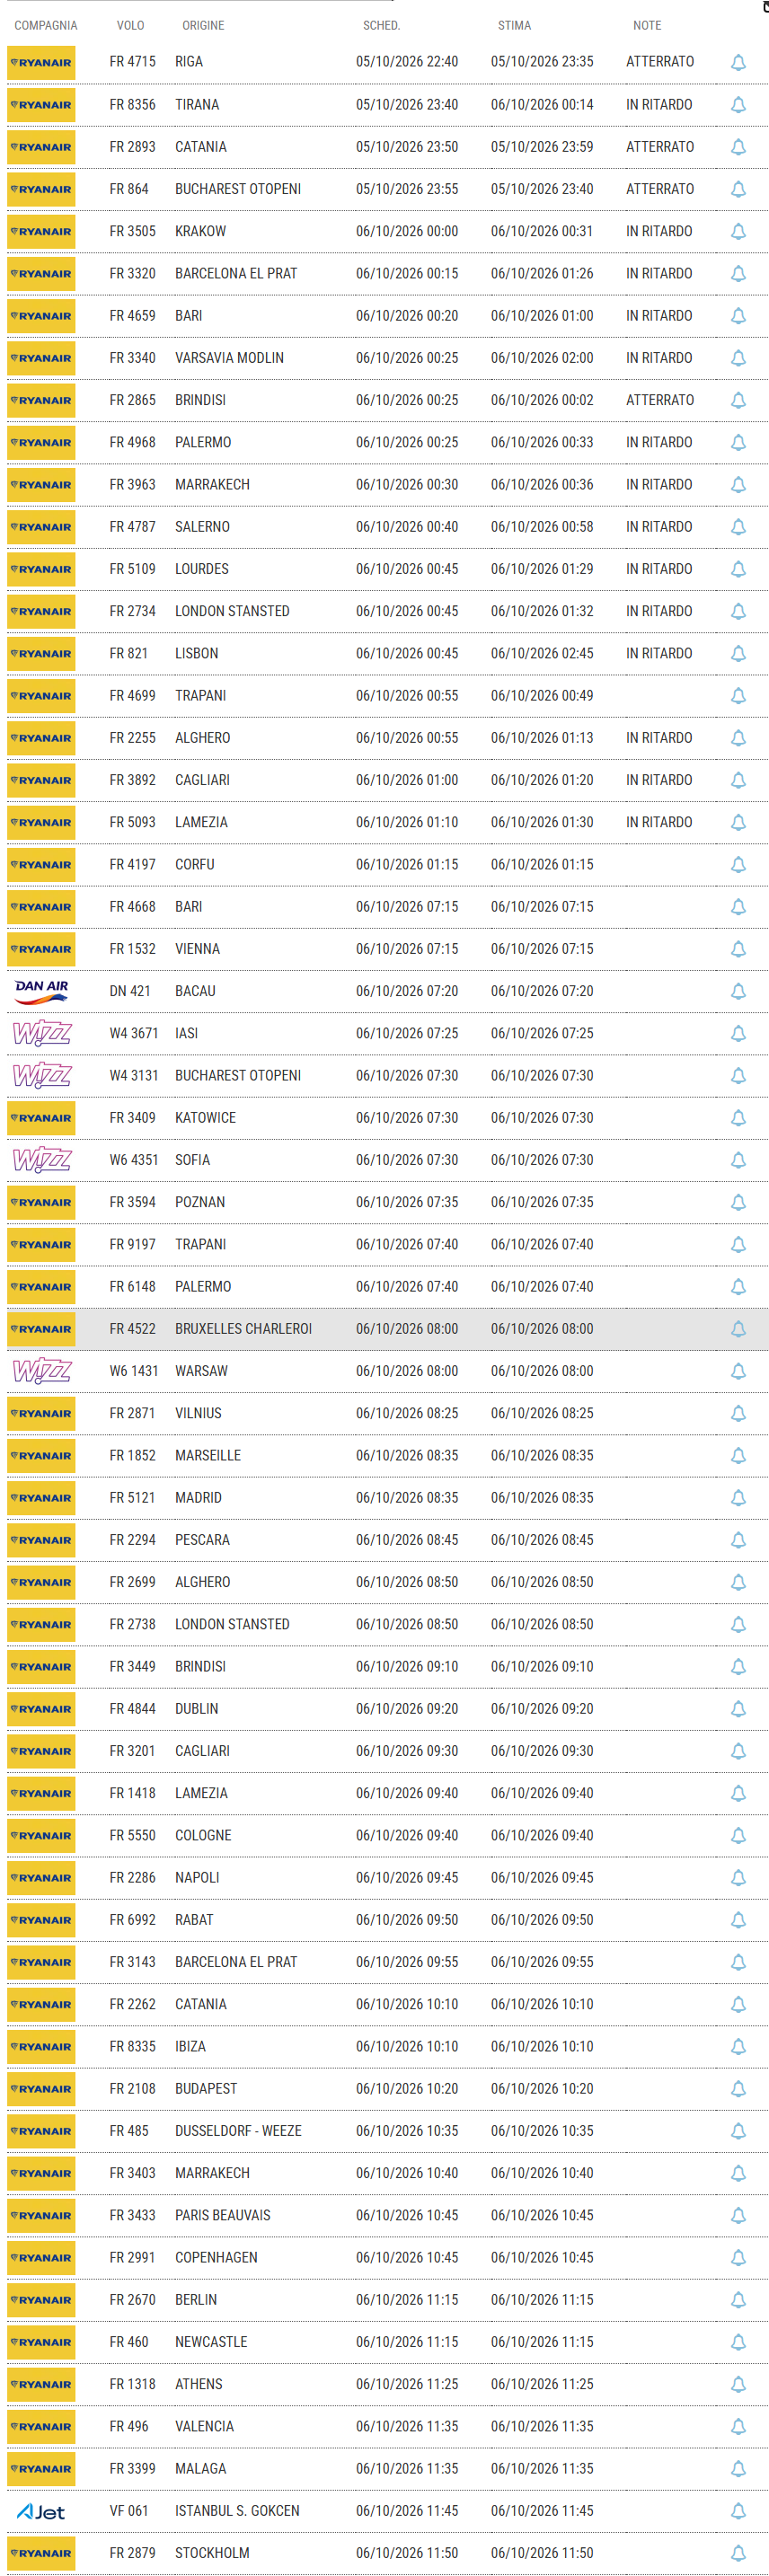 COMPAGNIA VOLO ORIGINE SCHED. STIMA NOTE
RYANAIR FR 4715 RIGA 05/10/2026 22:40 05/10/2026 23:35 ATTERRATO
RYANAIR FR 8356 TIRANA 05/10/2026 23:40 06/10/2026 00:14 IN RITARDO
RYANAIR FR 2893 CATANIA 05/10/2026 23:50 05/10/2026 23:59 ATTERRATO
RYANAIR FR 864 BUCHAREST OTOPENI 05/10/2026 23:55 05/10/2026 23:40 ATTERRATO
RYANAIR FR 3505 KRAKOW 06/10/2026 00:00 06/10/2026 00:31 IN RITARDO
RYANAIR FR 3320 BARCELONA EL PRAT 06/10/2026 00:15 06/10/2026 01:26 IN RITARDO
RYANAIR FR 4659 BARI 06/10/2026 00:20 06/10/2026 01:00 IN RITARDO
RYANAIR FR 3340 VARSAVIA MODLIN 06/10/2026 00:25 06/10/2026 02:00 IN RITARDO
RYANAIR FR 2865 BRINDISI 06/10/2026 00:25 06/10/2026 00:02 ATTERRATO
RYANAIR FR 4968 PALERMO 06/10/2026 00:25 06/10/2026 00:33 IN RITARDO
RYANAIR FR 3963 MARRAKECH 06/10/2026 00:30 06/10/2026 00:36 IN RITARDO
RYANAIR FR 4787 SALERNO 06/10/2026 00:40 06/10/2026 00:58 IN RITARDO
RYANAIR FR 5109 LOURDES 06/10/2026 00:45 06/10/2026 01:29 IN RITARDO
RYANAIR FR 2734 LONDON STANSTED 06/10/2026 00:45 06/10/2026 01:32 IN RITARDO
RYANAIR FR 821 LISBON 06/10/2026 00:45 06/10/2026 02:45 IN RITARDO
RYANAIR FR 4699 TRAPANI 06/10/2026 00:55 06/10/2026 00:49
RYANAIR FR 2255 ALGHERO 06/10/2026 00:55 06/10/2026 01:13 IN RITARDO
RYANAIR FR 3892 CAGLIARI 06/10/2026 01:00 06/10/2026 01:20 IN RITARDO
RYANAIR FR 5093 LAMEZIA 06/10/2026 01:10 06/10/2026 01:30 IN RITARDO
RYANAIR FR 4197 CORFU 06/10/2026 01:15 06/10/2026 01:15
RYANAIR FR 4668 BARI 06/10/2026 07:15 06/10/2026 07:15
RYANAIR FR 1532 VIENNA 06/10/2026 07:15 06/10/2026 07:15
DAN AIR DN 421 BACAU 06/10/2026 07:20 06/10/2026 07:20
WIZZ W4 3671 IASI 06/10/2026 07:25 06/10/2026 07:25
WIZZ W4 3131 BUCHAREST OTOPENI 06/10/2026 07:30 06/10/2026 07:30
RYANAIR FR 3409 KATOWICE 06/10/2026 07:30 06/10/2026 07:30
WIZZ W6 4351 SOFIA 06/10/2026 07:30 06/10/2026 07:30
RYANAIR FR 3594 POZNAN 06/10/2026 07:35 06/10/2026 07:35
RYANAIR FR 9197 TRAPANI 06/10/2026 07:40 06/10/2026 07:40
RYANAIR FR 6148 PALERMO 06/10/2026 07:40 06/10/2026 07:40
RYANAIR FR 4522 BRUXELLES CHARLEROI 06/10/2026 08:00 06/10/2026 08:00
WIZZ W6 1431 WARSAW 06/10/2026 08:00 06/10/2026 08:00
RYANAIR FR 2871 VILNIUS 06/10/2026 08:25 06/10/2026 08:25
RYANAIR FR 1852 MARSEILLE 06/10/2026 08:35 06/10/2026 08:35
RYANAIR FR 5121 MADRID 06/10/2026 08:35 06/10/2026 08:35
RYANAIR FR 2294 PESCARA 06/10/2026 08:45 06/10/2026 08:45
RYANAIR FR 2699 ALGHERO 06/10/2026 08:50 06/10/2026 08:50
RYANAIR FR 2738 LONDON STANSTED 06/10/2026 08:50 06/10/2026 08:50
RYANAIR FR 3449 BRINDISI 06/10/2026 09:10 06/10/2026 09:10
RYANAIR FR 4844 DUBLIN 06/10/2026 09:20 06/10/2026 09:20
RYANAIR FR 3201 CAGLIARI 06/10/2026 09:30 06/10/2026 09:30
RYANAIR FR 1418 LAMEZIA 06/10/2026 09:40 06/10/2026 09:40
RYANAIR FR 5550 COLOGNE 06/10/2026 09:40 06/10/2026 09:40
RYANAIR FR 2286 NAPOLI 06/10/2026 09:45 06/10/2026 09:45
RYANAIR FR 6992 RABAT 06/10/2026 09:50 06/10/2026 09:50
RYANAIR FR 3143 BARCELONA EL PRAT 06/10/2026 09:55 06/10/2026 09:55
RYANAIR FR 2262 CATANIA 06/10/2026 10:10 06/10/2026 10:10
RYANAIR FR 8335 IBIZA 06/10/2026 10:10 06/10/2026 10:10
RYANAIR FR 2108 BUDAPEST 06/10/2026 10:20 06/10/2026 10:20
RYANAIR FR 485 DUSSELDORF - WEEZE 06/10/2026 10:35 06/10/2026 10:35
RYANAIR FR 3403 MARRAKECH 06/10/2026 10:40 06/10/2026 10:40
RYANAIR FR 3433 PARIS BEAUVAIS 06/10/2026 10:45 06/10/2026 10:45
RYANAIR FR 2991 COPENHAGEN 06/10/2026 10:45 06/10/2026 10:45
RYANAIR FR 2670 BERLIN 06/10/2026 11:15 06/10/2026 11:15
RYANAIR FR 460 NEWCASTLE 06/10/2026 11:15 06/10/2026 11:15
RYANAIR FR 1318 ATHENS 06/10/2026 11:25 06/10/2026 11:25
RYANAIR FR 496 VALENCIA 06/10/2026 11:35 06/10/2026 11:35
RYANAIR FR 3399 MALAGA 06/10/2026 11:35 06/10/2026 11:35
AJet VF 061 ISTANBUL S. GOKCEN 06/10/2026 11:45 06/10/2026 11:45
RYANAIR FR 2879 STOCKHOLM 06/10/2026 11:50 06/10/2026 11:50